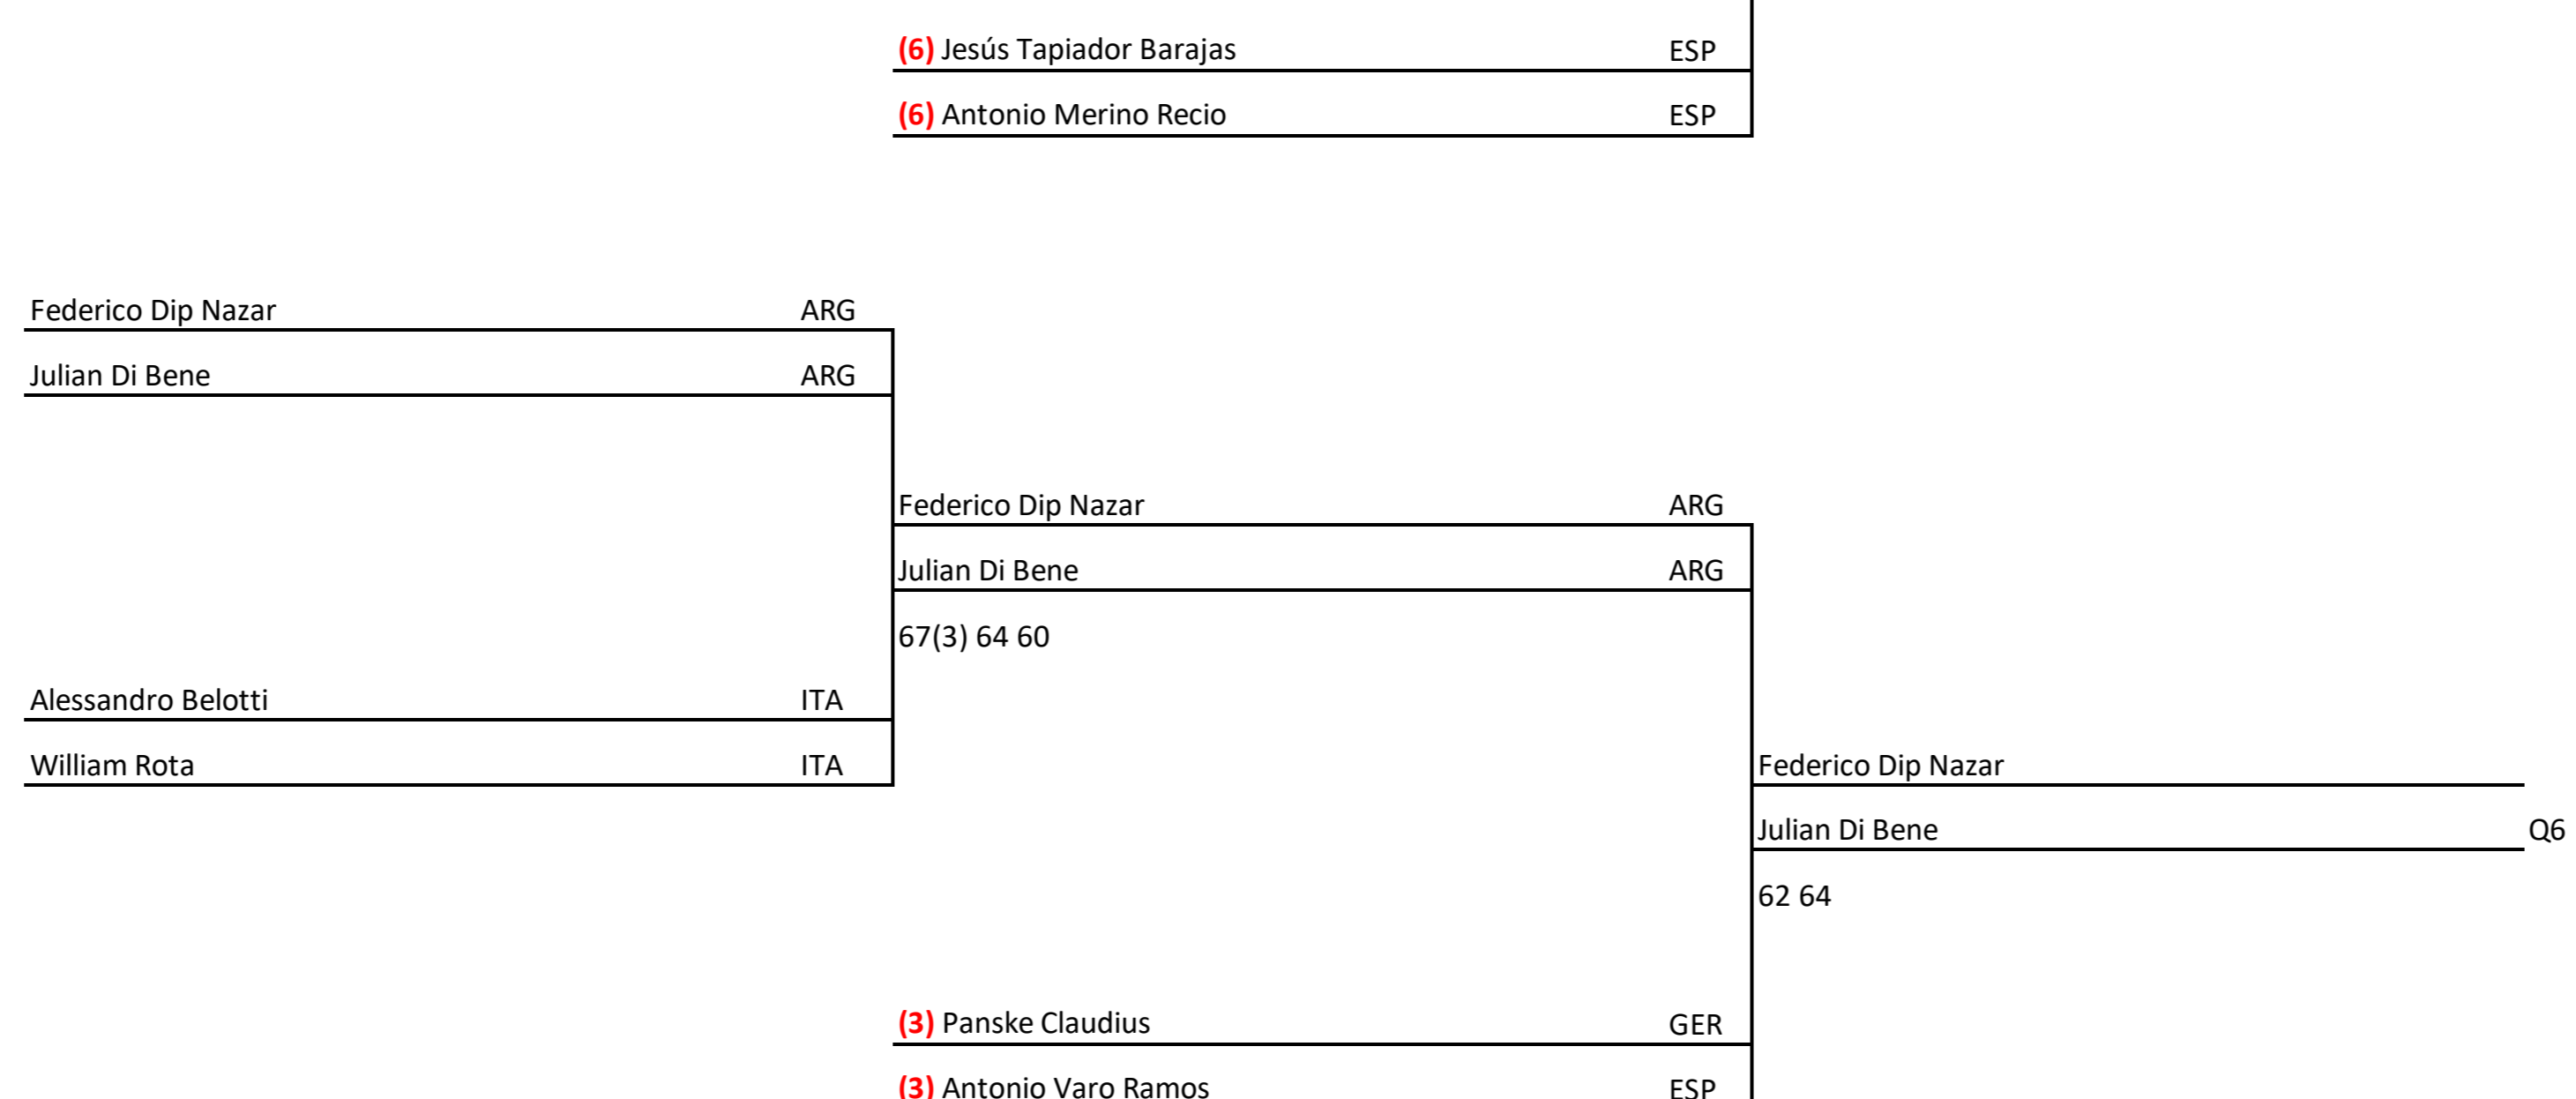 (6) Jesús Tapiador Barajas ESP
(6) Antonio Merino Recio ESP
Federico Dip Nazar ARG
Julian Di Bene ARG
Federico Dip Nazar ARG
Julian Di Bene ARG
67(3) 64 60
Alessandro Belotti ITA
William Rota ITA
Federico Dip Nazar
Julian Di Bene Q6
62 64
(3) Panske Claudius GER
(3) Antonio Varo Ramos ESP